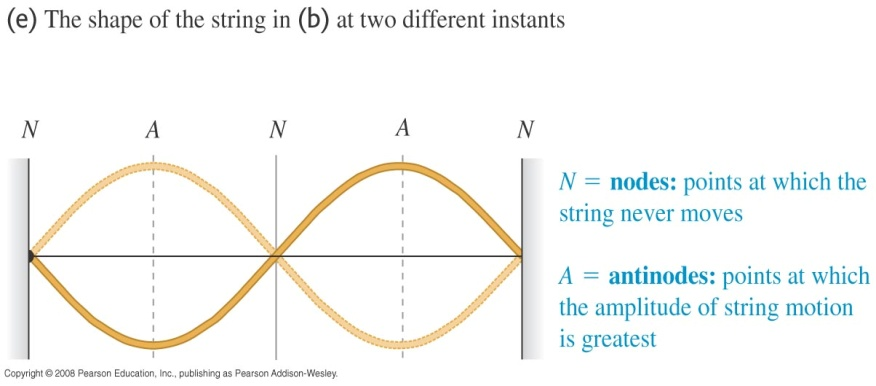 (e) The shape of the string in (b) at two different instants
N A N A N
N = nodes: points at which the
string never moves
A = antinodes: points at which
the amplitude of string motion
is greatest
Copyright © 2008 Pearson Education, Inc., publishing as Pearson Addison-Wesley.